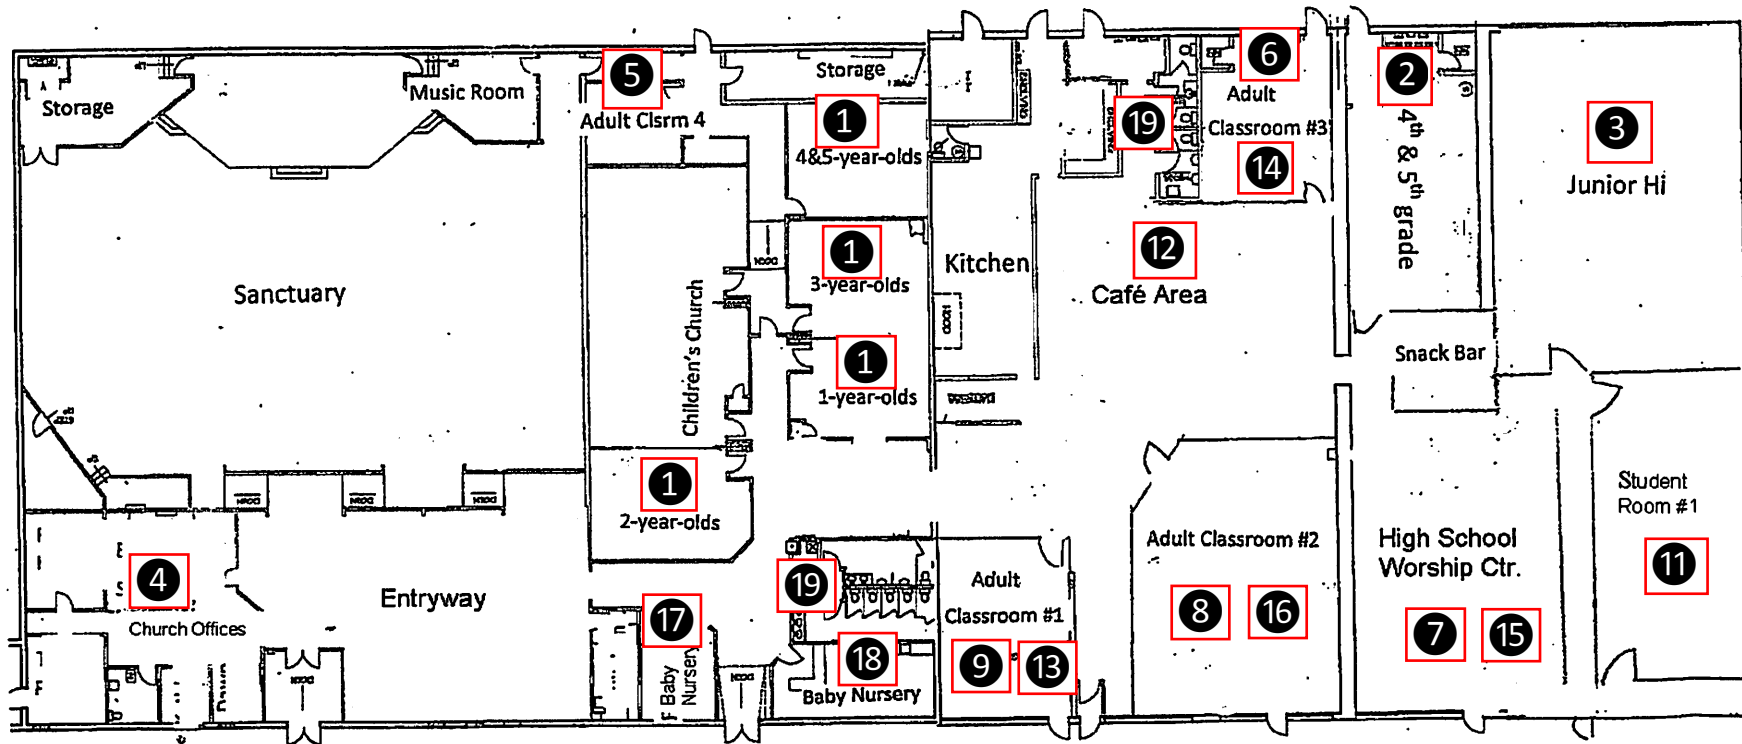 Storage
Music Room
5
Adult Clsrm 4
Storage
1
4&5-year-olds
19
6
Adult
Classroom #3
14
2
4th & 5th grade
3
Junior Hi
Sanctuary
Children's Church
1
3-year-olds
1
1-year-olds
Kitchen
HOOD
12
Café Area
Snack Bar
1
2-year-olds
4
Church Offices
Entryway
17
Baby
Nursery
19
18
Baby Nursery
Adult
Classroom #1
9
13
Adult Classroom #2
8
16
High School
Worship Ctr.
7
15
Student
Room #1
11